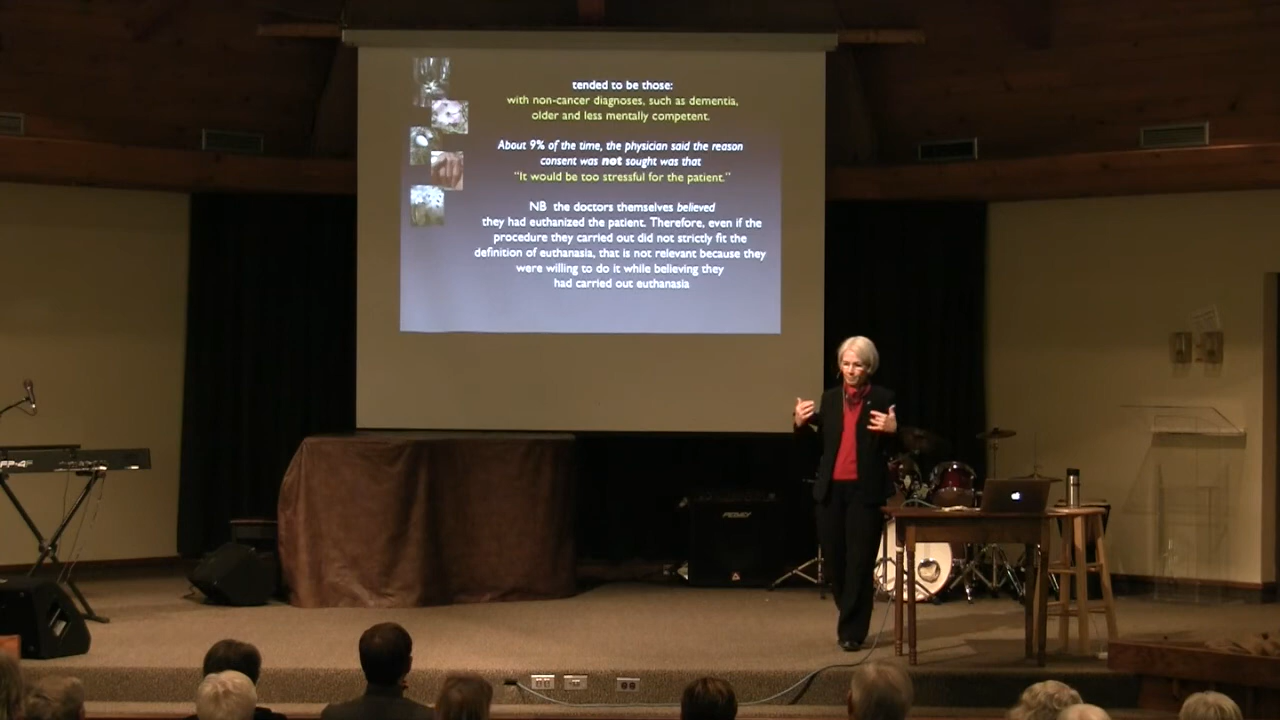 tended to be those:
with non-cancer diagnoses, such as dementia,
older and less mentally competent.
About 9% of the time, the physician said the reason
consent was not sought was that
"It would be too stressful for the patient."
NB the doctors themselves believed
they had euthanized the patient. Therefore, even if the
procedure they carried out did not strictly fit the
definition of euthanasia, that is not relevant because they
were willing to do it while believing they
had carried out euthanasia
PEAVEY